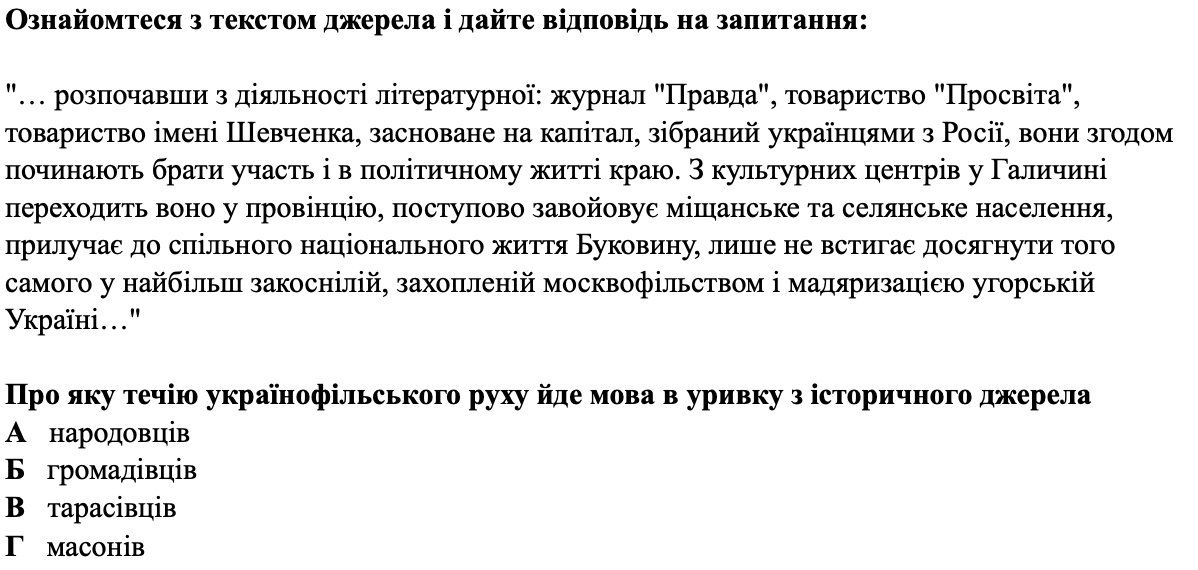 Ознайомтеся з текстом джерела і дайте відповідь на запитання:
"… розпочавши з діяльності літературної: журнал "Правда", товариство "Просвіта",
товариство імені Шевченка, засноване на капітал, зібраний українцями з Росії, вони згодом
починають брати участь і в політичному житті краю. З культурних центрів у Галичині
переходить воно у провінцію, поступово завойовує міщанське та селянське населення,
прилучає до спільного національного життя Буковину, лише не встигає досягнути того
самого у найбільш закоснілій, захопленій москвофільством і мадяризацією угорській
Україні…"
Про яку течію українофільського руху йде мова в уривку з історичного джерела
А народовців
Б громадівців
В тарасівців
Г масонів